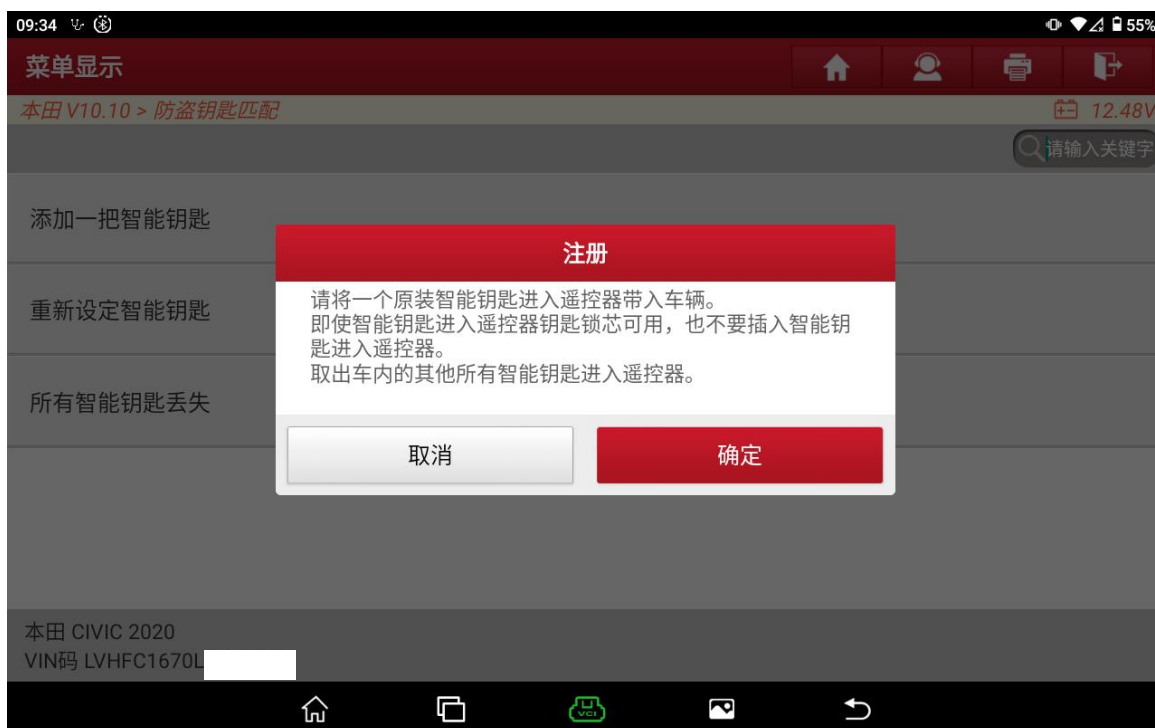 09:34 55%
菜单显示
本田 V10.10 > 防盗钥匙匹配 12.48V
请输入关键字
添加一把智能钥匙
注册
请将一个原装智能钥匙进入遥控器带入车辆。
重新设定智能钥匙
即使智能钥匙进入遥控器钥匙锁芯可用，也不要插入智能钥
匙进入遥控器。
取出车内的其他所有智能钥匙进入遥控器。
所有智能钥匙丢失
取消 确定
本田 CIVIC 2020
VIN码 LVHFC1670L
VCI